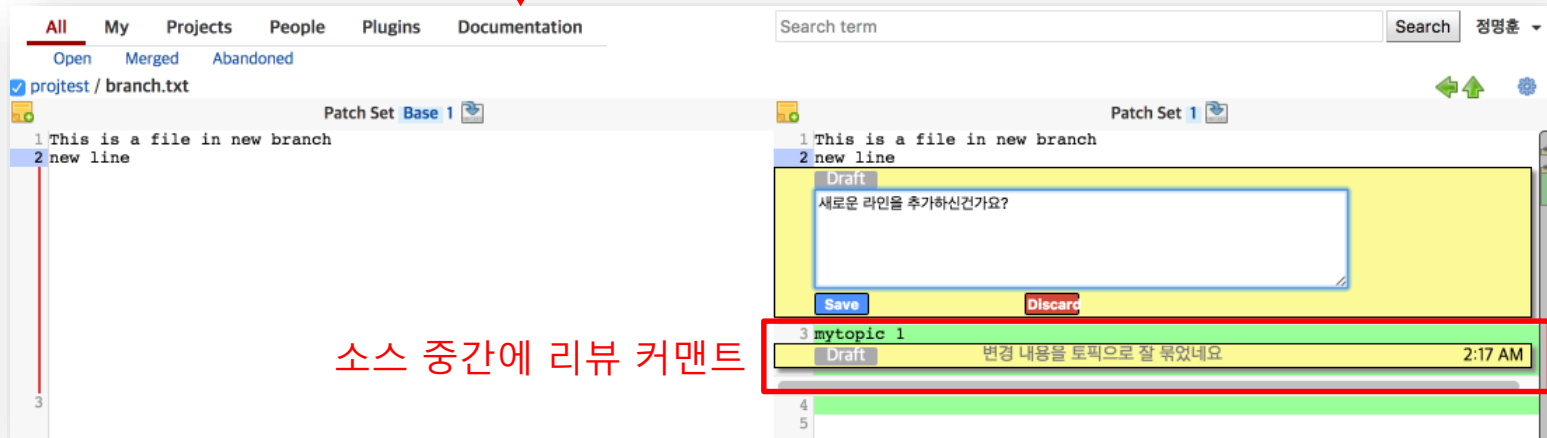 All My Projects People Plugins Documentation Search term Search 정명훈
Open Merged Abandoned
projtest / branch.txt
Patch Set Base 1 Patch Set 1
1 This is a file in new branch
2 new line
3
1 This is a file in new branch
2 new line
Draft
새로운 라인을 추가하신건가요?
Save Discard
3 mytopic 1
Draft 변경 내용을 토픽으로 잘 묶었네요 2:17 AM
4
5
소스 중간에 리뷰 커맨트